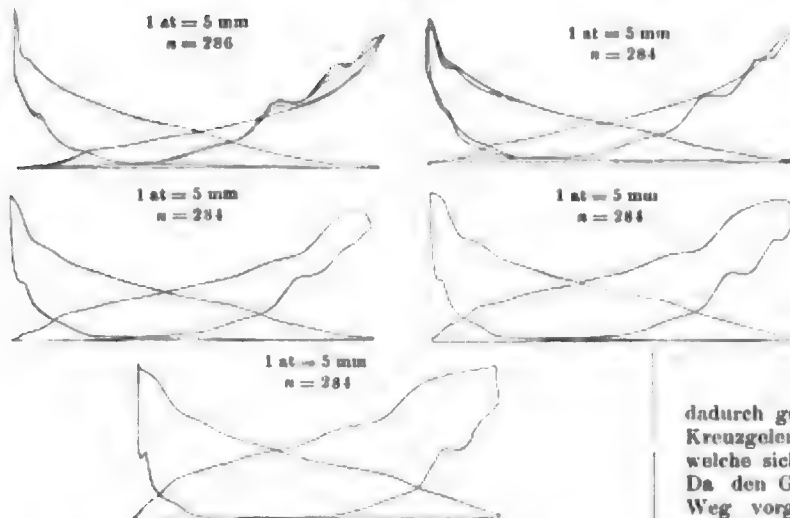 1 at = 5 mm
n = 286
1 at = 5 mm
n = 284
1 at = 5 mm
n = 284
1 at = 5 mm
n = 284
1 at = 5 mm
n = 284
dadurch ge
Kreuzgelen
welche sich
Da den G
Weg vorg